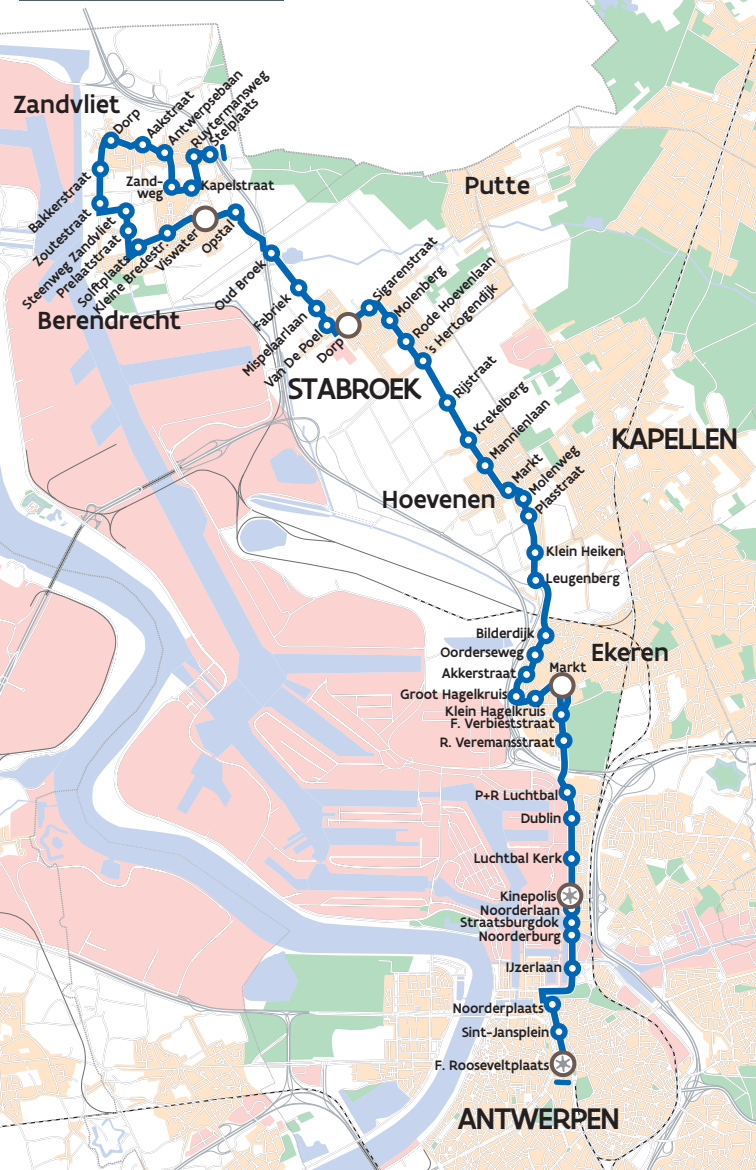 Zandvliet
Dorp
Aakstraat
Antwerpsebaan
Ruytermansweg
Stelplaats
Zand-
weg
Kapelstraat
Bakkerstraat
Zoutestraat
Steenweg Zandvliet
Prelaatstraat
Solftplaats
Kleine Bredestr.
Viswater
Opstal
Putte
Berendrecht
Oud Broek
Fabriek
Mispelaarlaan
Van De Poel
Dorp
Sigarenstraat
Molenberg
Rode Hoevenlaan
's Hertogendijk
STABROEK
Rijstraat
Krekelberg
Mannienlaan
KAPELLEN
Markt
Molenweg
Plasstraat
Hoevenen
Klein Heiken
Leugenberg
Bilderdijk
Oorderseweg
Ekeren
Markt
Akkerstraat
Groot Hagelkruis
Klein Hagelkruis
F. Verbieststraat
R. Veremansstraat
P+R Luchtbal
Dublin
Luchtbal Kerk
Kinepolis
Noorderlaan
Straatsburgdok
Noorderburg
IJzerlaan
Noorderplaats
Sint-Jansplein
F. Rooseveltplaats
ANTWERPEN